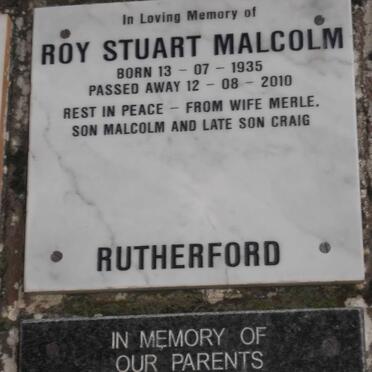 In Loving Memory of
ROY STUART MALCOLM
BORN 13 - 07 - 1935
PASSED AWAY 12 - 08 - 2010
REST IN PEACE - FROM WIFE MERLE,
SON MALCOLM AND LATE SON CRAIG
RUTHERFORD
IN MEMORY OF
OUR PARENTS